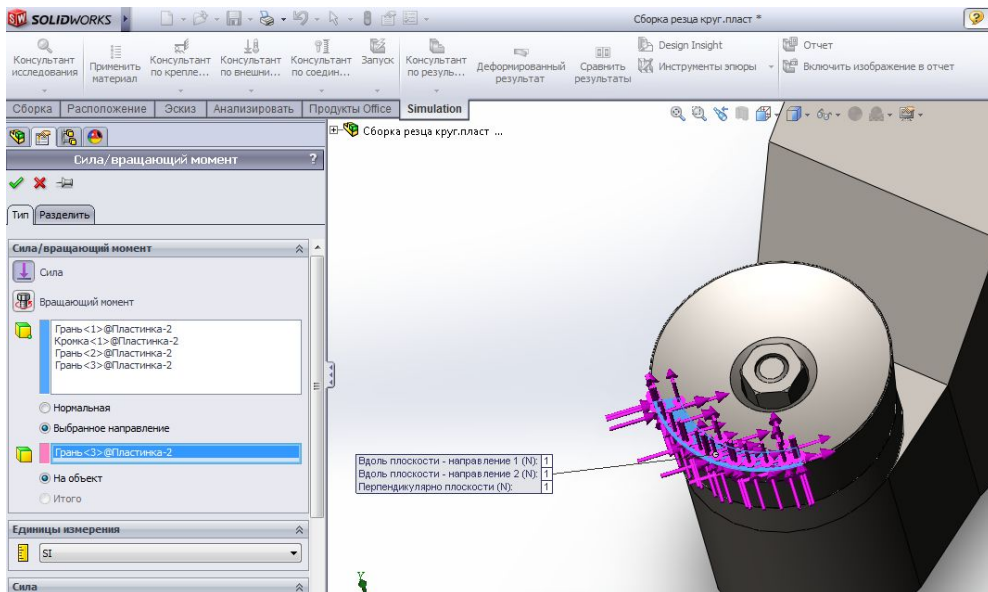 SW SOLIDWORKS
Сборка резца круг.пласт *
?
Консультант исследования
Применить материал
Консультант по крепле...
Консультант по внешни...
Консультант по соедин...
Запуск
Консультант по резуль...
Деформированный результат
Сравнить результаты
Design Insight
Инструменты эпюры
Отчет
Включить изображение в отчет
Сборка
Расположение
Эскиз
Анализировать
Продукты Office
Simulation
Сборка резца круг.пласт ...
Сила/вращающий момент
?
Тип
Разделить
Сила/вращающий момент
Сила
Вращающий момент
Грань<1>@Пластинка-2
Кромка<1>@Пластинка-2
Грань<2>@Пластинка-2
Грань<3>@Пластинка-2
Нормальная
Выбранное направление
Грань<3>@Пластинка-2
На объект
Итого
Единицы измерения
SI
Сила
Вдоль плоскости - направление 1 (N): 1
Вдоль плоскости - направление 2 (N): 1
Перпендикулярно плоскости (N): 1
Y